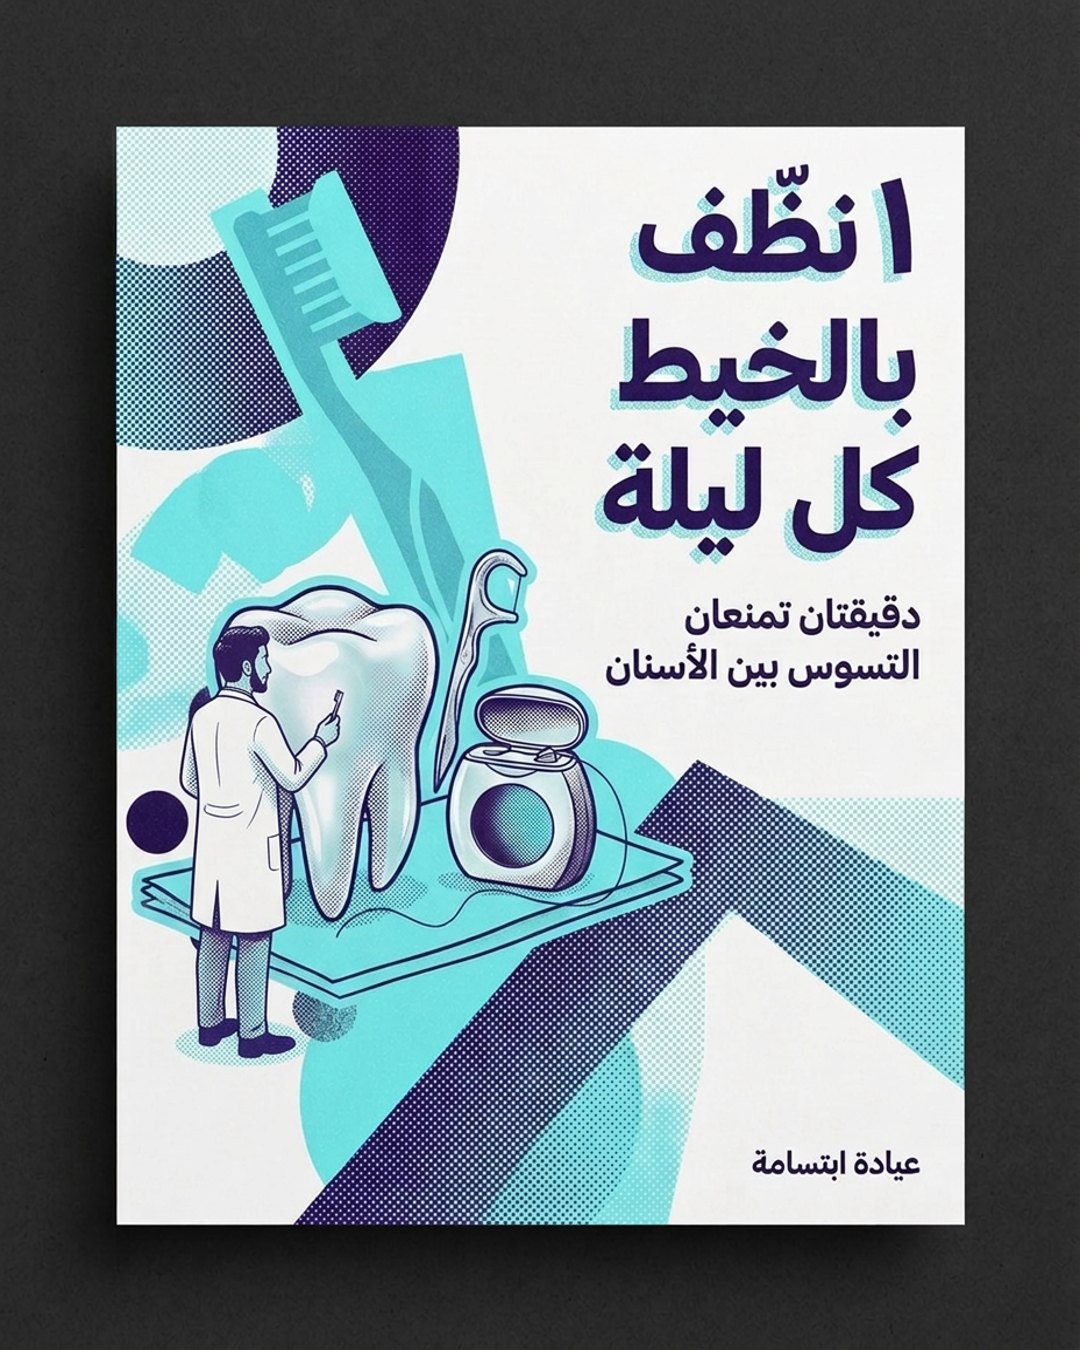 ١ نظّف
بالخيط
كل ليلة
دقيقتان تمنعان
التسوس بين الأسنان
عيادة ابتسامة